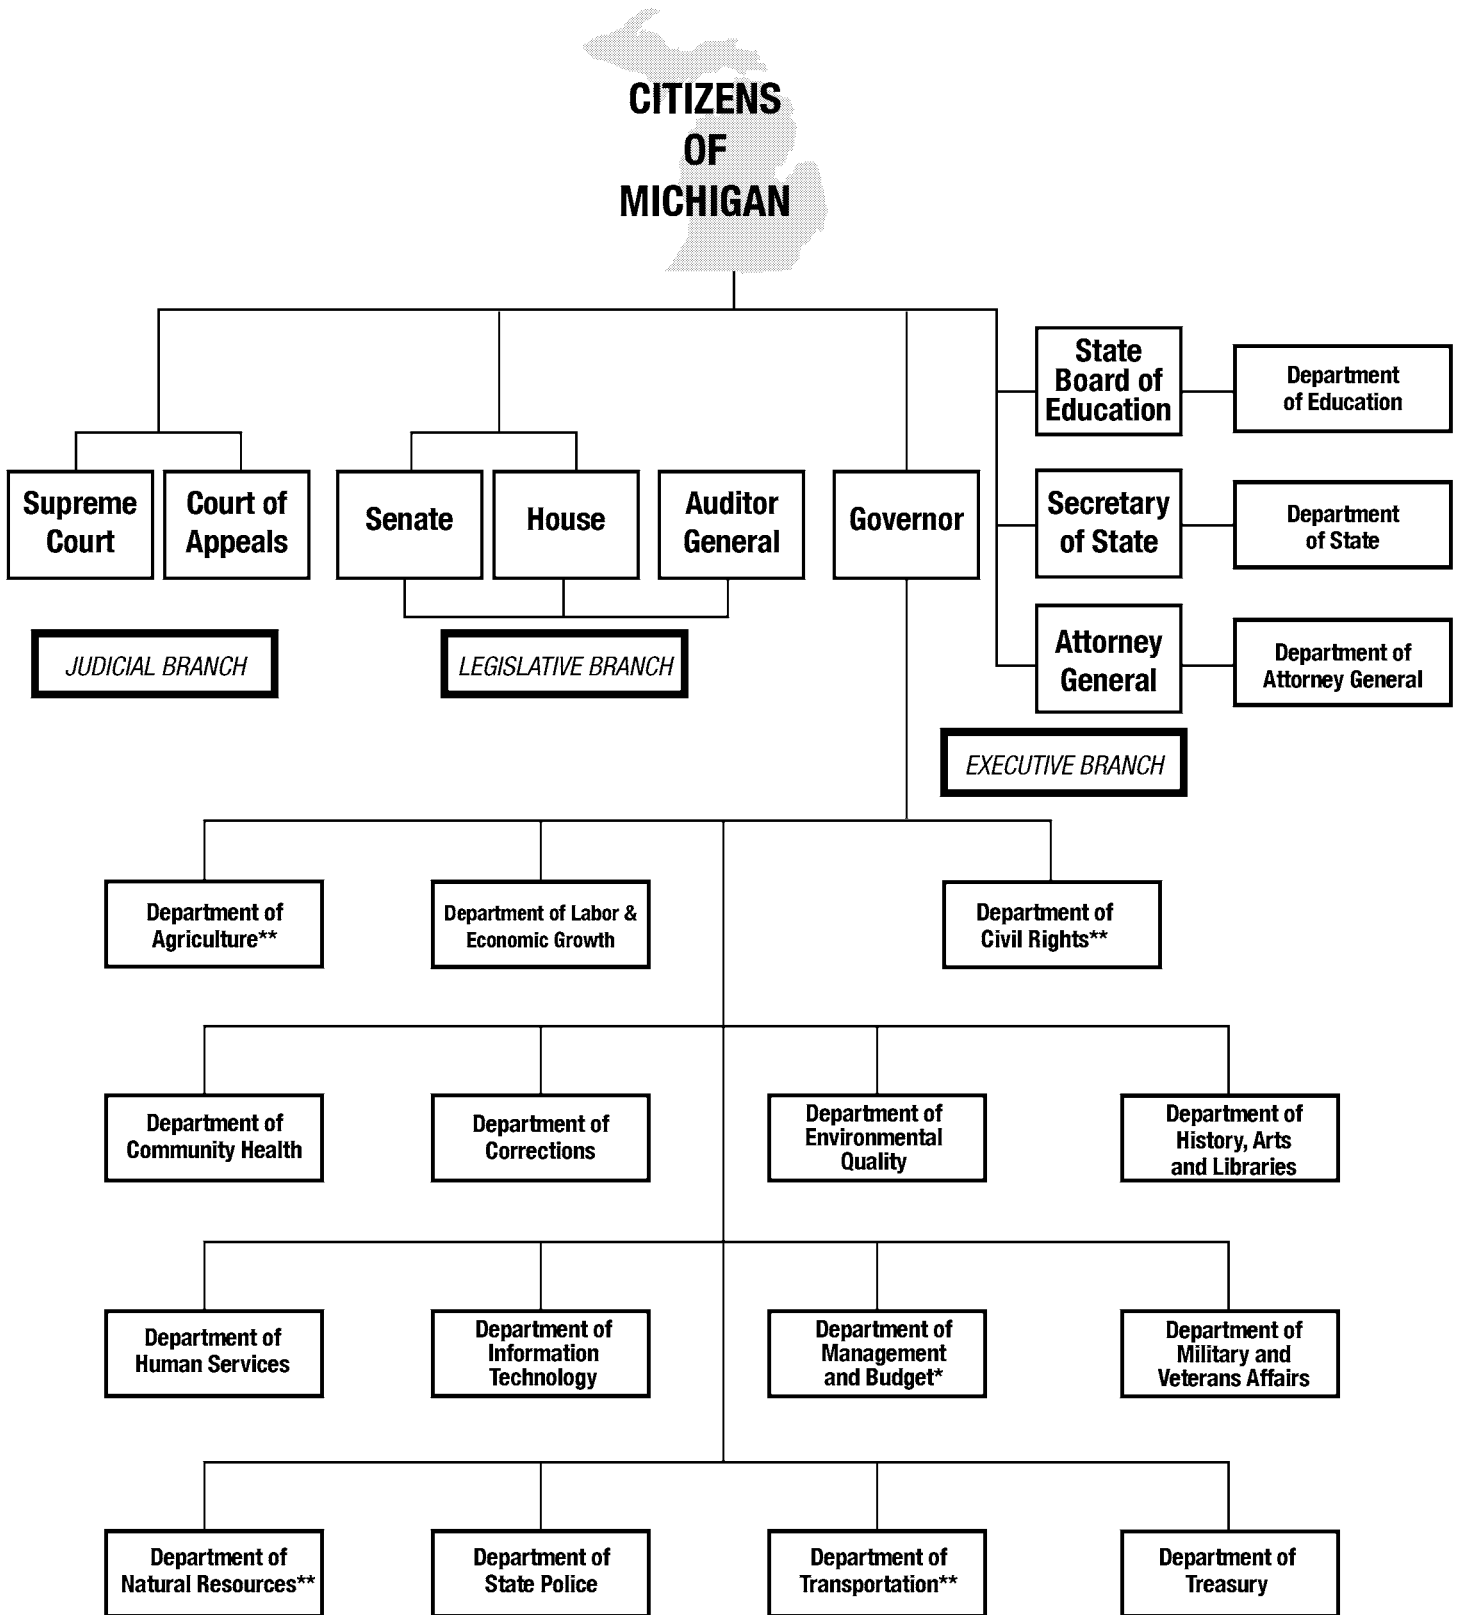 CITIZENS
OF
MICHIGAN
State
Board of
Education
Department
of Education
Supreme
Court
Court of
Appeals
Senate
House
Auditor
General
Governor
Secretary
of State
Department
of State
Attorney
General
Department of
Attorney General
JUDICIAL BRANCH
LEGISLATIVE BRANCH
EXECUTIVE BRANCH
Department of
Agriculture**
Department of Labor &
Economic Growth
Department of
Civil Rights**
Department of
Community Health
Department of
Corrections
Department of
Environmental
Quality
Department of
History, Arts
and Libraries
Department of
Human Services
Department of
Information
Technology
Department of
Management
and Budget*
Department of
Military and
Veterans Affairs
Department of
Natural Resources**
Department of
State Police
Department of
Transportation**
Department of
Treasury